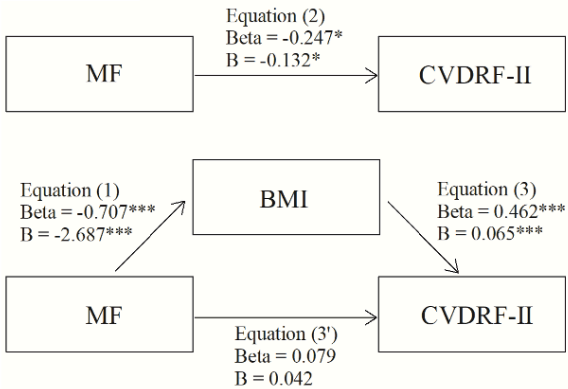 Equation (2)
Beta = -0.247*
B = -0.132*
MF
CVDRF-II
Equation (1)
Beta = -0.707***
B = -2.687***
BMI
Equation (3)
Beta = 0.462***
B = 0.065***
MF
CVDRF-II
Equation (3')
Beta = 0.079
B = 0.042